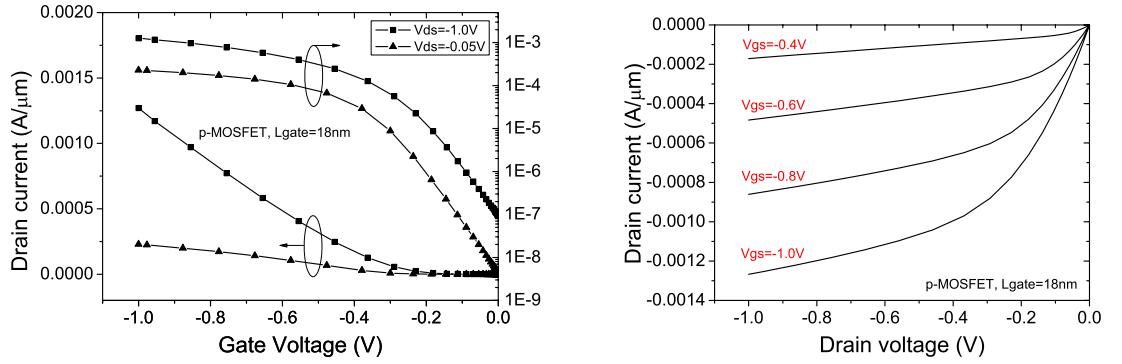 0.0020
0.0015
0.0010
0.0005
0.0000
Drain current (A/μm)
Vds=-1.0V
Vds=-0.05V
p-MOSFET, Lgate=18nm
1E-3
1E-4
1E-5
1E-6
1E-7
1E-8
1E-9
-1.0 -0.8 -0.6 -0.4 -0.2 0.0
Gate Voltage (V)
0.0000
-0.0002
-0.0004
-0.0006
-0.0008
-0.0010
-0.0012
-0.0014
Drain current (A/μm)
Vgs=-0.4V
Vgs=-0.6V
Vgs=-0.8V
Vgs=-1.0V
p-MOSFET, Lgate=18nm
-1.0 -0.8 -0.6 -0.4 -0.2 0.0
Drain voltage (V)